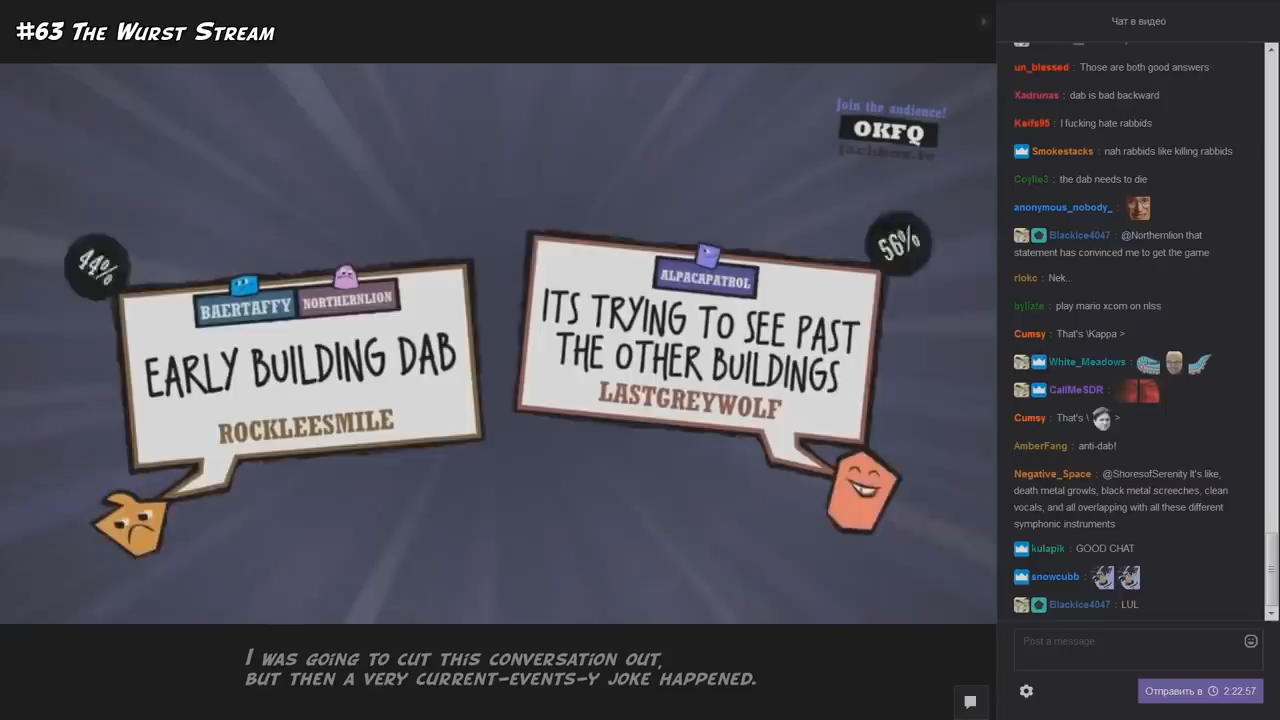 #63 The Wurst Stream
Join the audience!
OKFQ
jackbox.tv
44%
BAERTAFFY
NORTHERNLION
EARLY BUILDING DAB
ROCKLEESMILE
56%
ALPACAPATROL
ITS TRYING TO SEE PAST
THE OTHER BUILDINGS
LASTGREYWOLF
I was going to cut this conversation out,
but then a very current-events-y joke happened.
Чат в видео
un_blessed : Those are both good answers
Xadrunas : dab is bad backward
Keifs95 : I fucking hate rabbids
Smokestacks : nah rabbids like killing rabbids
Coylie3 : the dab needs to die
anonymous_nobody_ :
BlackIce4047 : @Northernlion that
statement has convinced me to get the
game
rlokc : Nek..
byliate : play mario xcom on nlss
Cumsy : That's \Kappa >
White_Meadows :
CallMeSDR :
Cumsy : That's \ >
AmberFang : anti-dab!
Negative_Space : @ShoresofSerenity It's like,
death metal growls, black metal screeches, clean
vocals, and all overlapping with all these different
symphonic instruments
kulapik : GOOD CHAT
snowcubb :
BlackIce4047 : LUL
Post a message
Отправить в 2:22:57